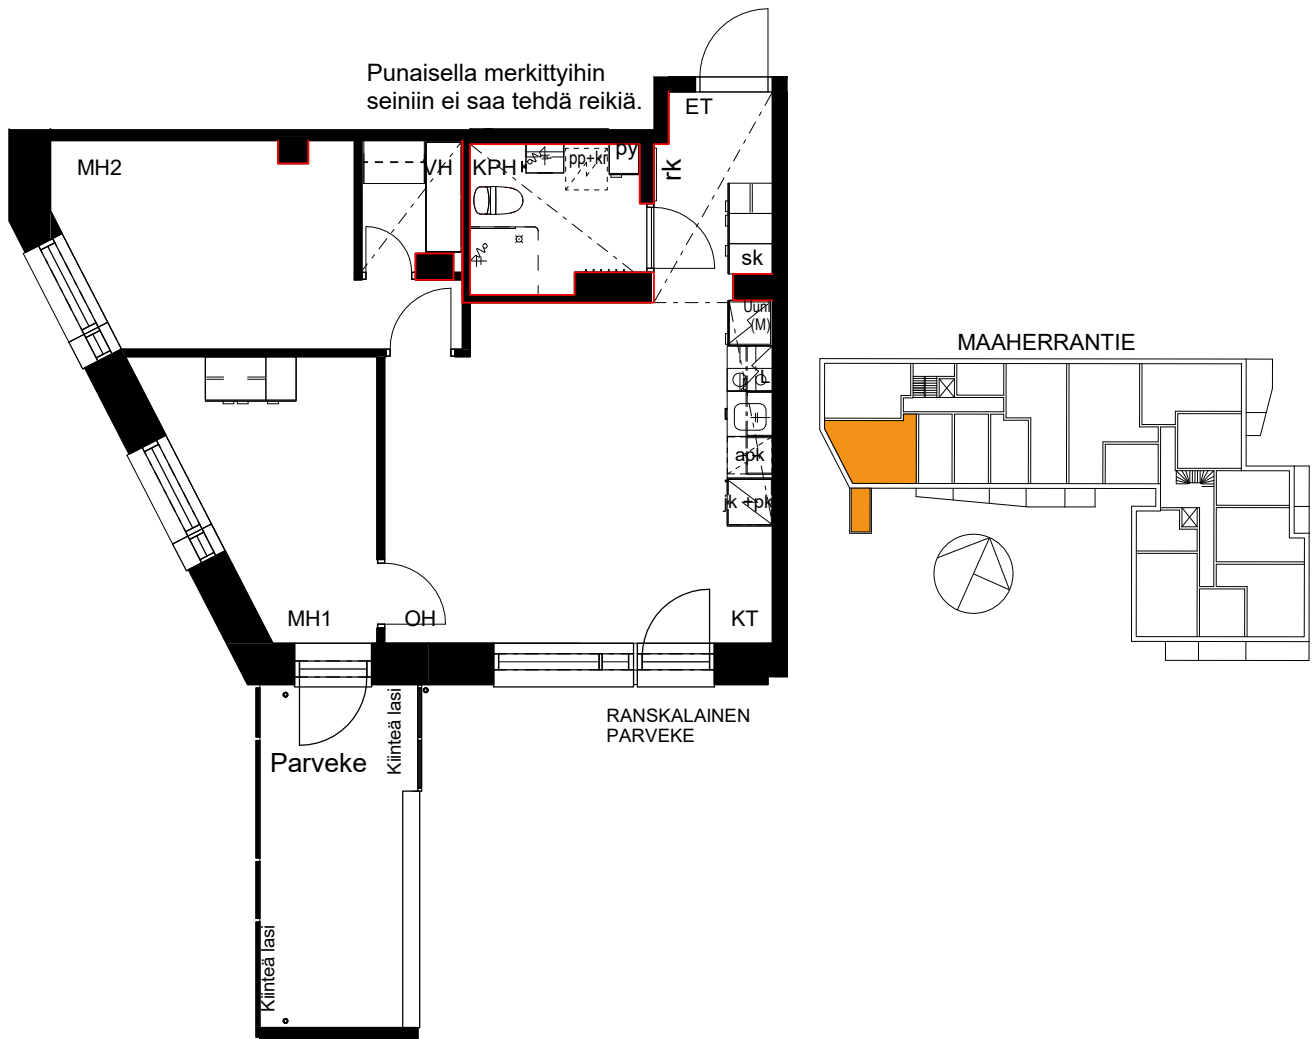 Punaisella merkittyihin
seiniin ei saa tehdä reikiä.
ET
MH2
VH
KPH
pp+kr
py
rk
sk
Uuni
(M)
L
apk
jk +pk
MAAHERRANTIE
MH1
OH
KT
RANSKALAINEN
PARVEKE
Kiinteä lasi
Parveke
Kiinteä lasi